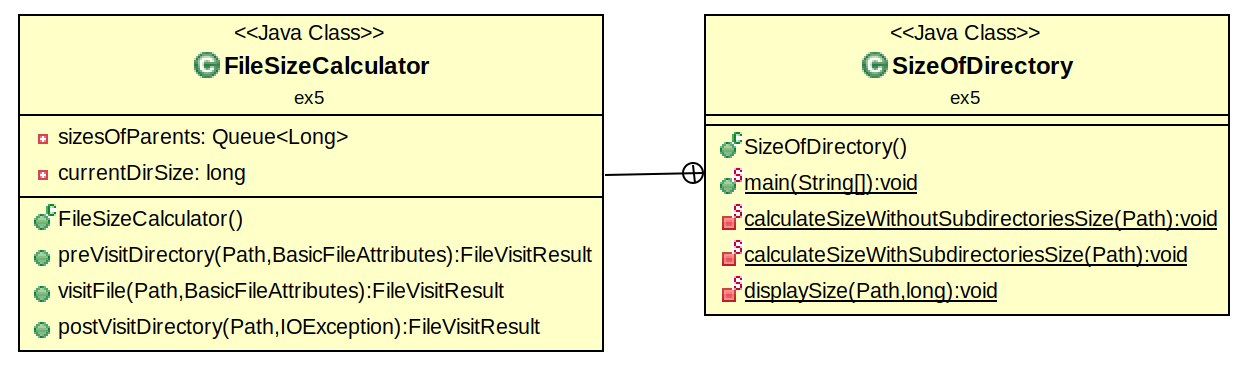 <<Java Class>>
FileSizeCalculator
ex5
sizesOfParents: Queue<Long>
currentDirSize: long
FileSizeCalculator()
preVisitDirectory(Path,BasicFileAttributes):FileVisitResult
visitFile(Path,BasicFileAttributes):FileVisitResult
postVisitDirectory(Path,IOException):FileVisitResult
<<Java Class>>
SizeOfDirectory
ex5
SizeOfDirectory()
main(String[]):void
calculateSizeWithoutSubdirectoriesSize(Path):void
calculateSizeWithSubdirectoriesSize(Path):void
displaySize(Path,long):void